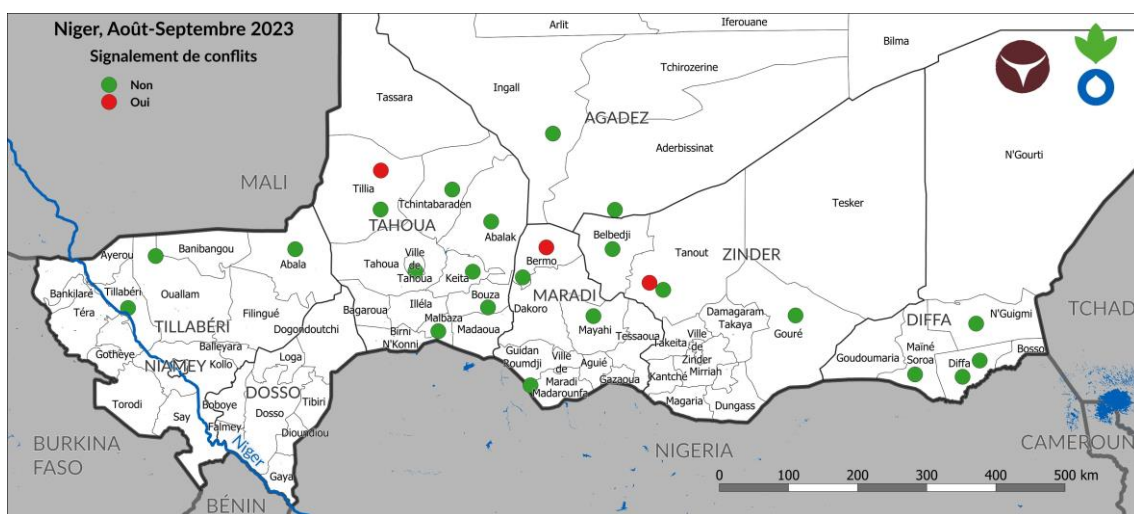 Niger, Août-Septembre 2023
Signalement de conflits
Non
Oui
Arlit
Iferouane
Bilma
Ingall
Tchirozerine
Tassara
AGADEZ
Aderbissinat
N'Gourti
MALI
Tillia
Tchintabaraden
Tesker
TAHOUA
Abalak
Belbedji
Tanout
ZINDER
Ayerou
Banibangou
Abala
Tahoua
Ville
de
Tahoua
Keita
Bermo
Bankilaré
Téra
Tillabéri
Ouallam
Filingué
TILLABÉRI
Dogondoutchi
Bagaroua
Illéla
Bouza
Malbaza
Birni
N'Konni
Madaoua
Dakoro
MARADI
Mayahi
Tessaoua
Damagaram
Takaya
Gouré
DIFFA
N'Guigmi
TCHAD
Gothèye
NIAMEY
Balleyara
Kollo
Loga
Guidan
Roumdji
Ville
de
Maradi
Madarounfa
Aguié
Gazaoua
Takeita
Ville
de
Zinder
Mirriah
Kantché
Magaria
Dungass
Goudoumaria
Maïné
Soroa
Diffa
Bosso
Torodi
Say
Boboye
Falmey
DOSSO
Dosso
Tibiri
Dioundiou
Gaya
BURKINA
FASO
Niger
BÉNIN
NIGERIA
CAMEROUN
0 100 200 300 400 500 km